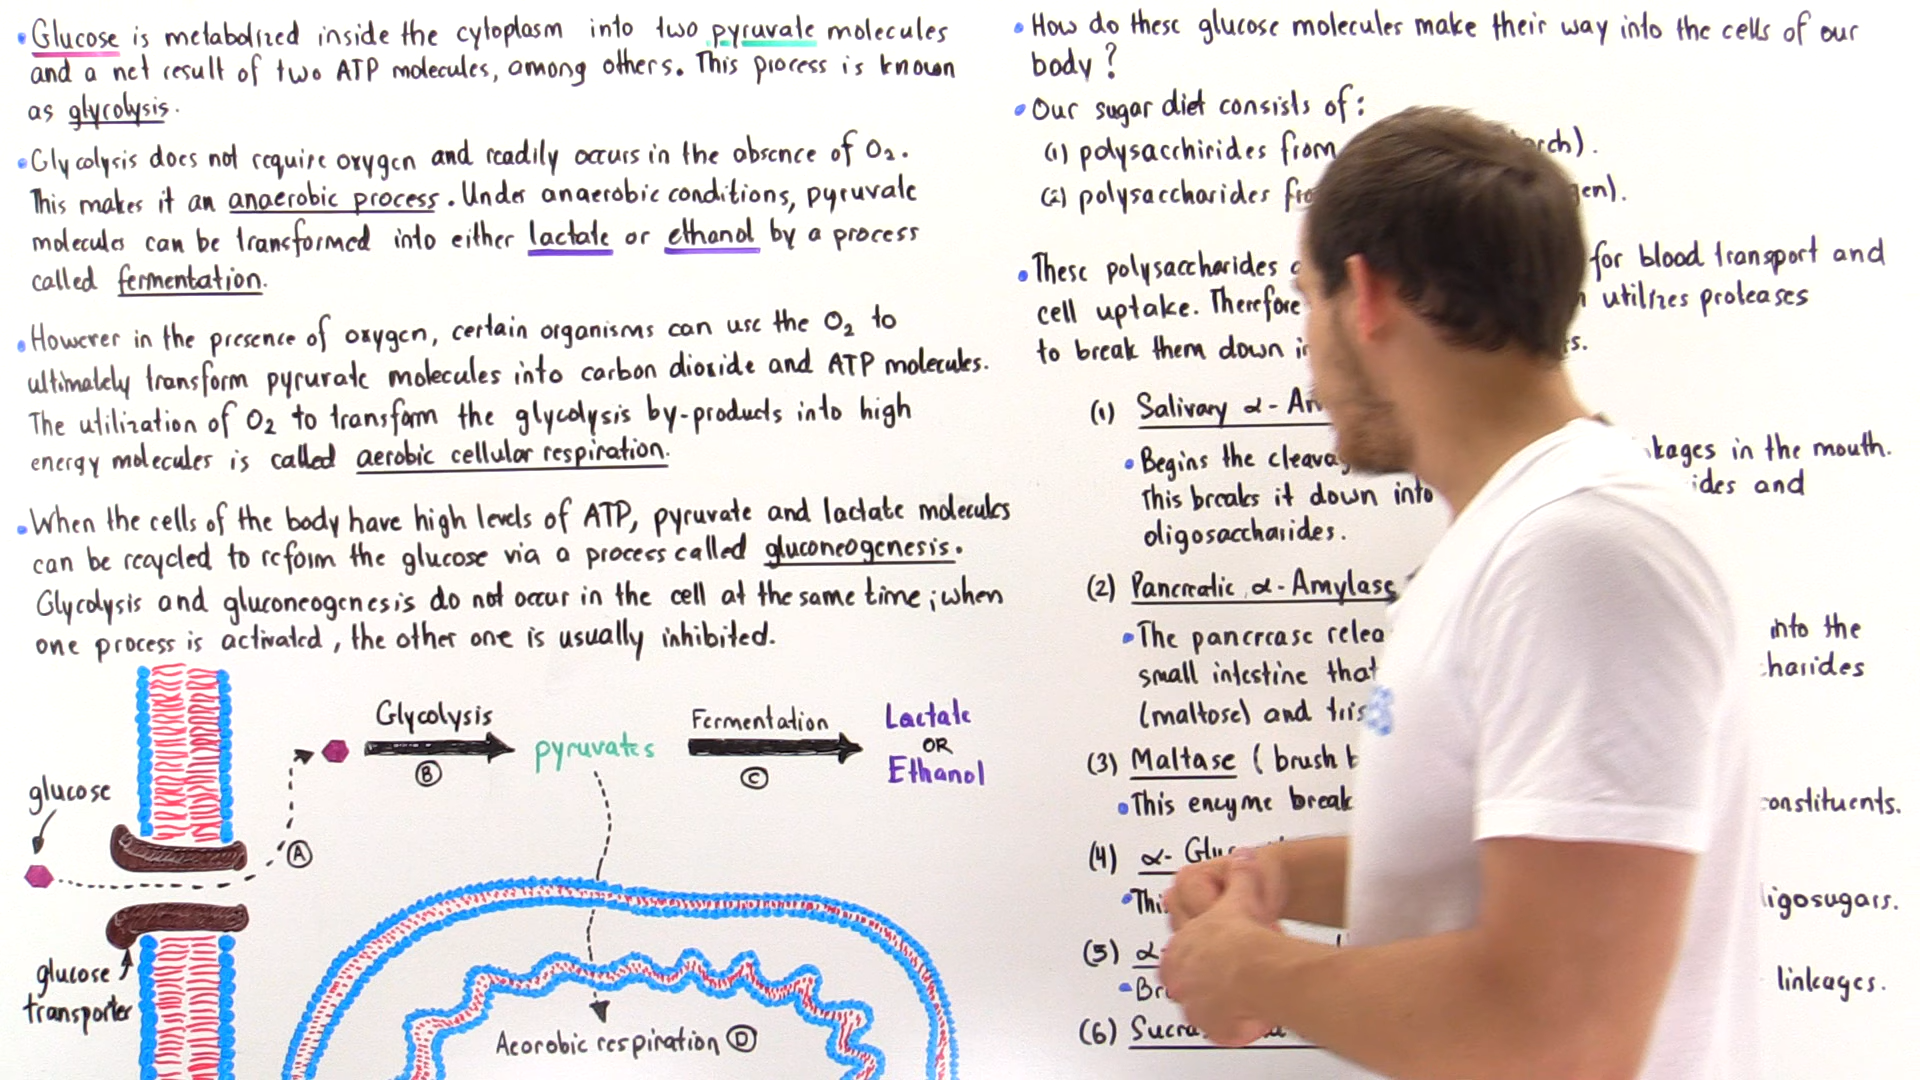 •Glucose is metabolized inside the cytoplasm into two pyruvate molecules
and a net result of two ATP molecules, among others. This process is known
as glycolysis.
•Glycolysis does not require oxygen and readily occurs in the absence of O2.
This makes it an anaerobic process. Under anaerobic conditions, pyruvate
molecules can be transformed into either lactate or ethanol by a process
called fermentation.
•However in the presence of oxygen, certain organisms can use the O2 to
ultimately transform pyruvate molecules into carbon dioxide and ATP molecules.
The utilization of O2 to transform the glycolysis by-products into high
energy molecules is called aerobic cellular respiration.
•When the cells of the body have high levels of ATP, pyruvate and lactate molecules
can be recycled to reform the glucose via a process called gluconeogenesis.
Glycolysis and gluconeogenesis do not occur in the cell at the same time; when
one process is activated, the other one is usually inhibited.
glucose
Glycolysis
B
pyruvates
Fermentation
C
Lactate
OR
Ethanol
A
glucose
transporter
Aeorobic respiration D
•How do these glucose molecules make their way into the cells of our
body?
•Our sugar diet consists of:
(1) polysacchirides from rch).
(2) polysaccharides fro gen).
•These polysaccharides for blood transport and
cell uptake. Therefore utilizes proteases
to break them down in s.
(1) Salivary α-Am
•Begins the cleava kages in the mouth.
This breaks it down into ides and
oligosaccharides.
(2) Pancreatic α-Amylase
•The pancrease relea into the
small intestine that charides
(maltose) and tris
(3) Maltase (brush b
•This enzyme break constituents.
(4) α-Gluc
•This ligosugars.
(5) α
•Bre linkages.
(6) Sucra